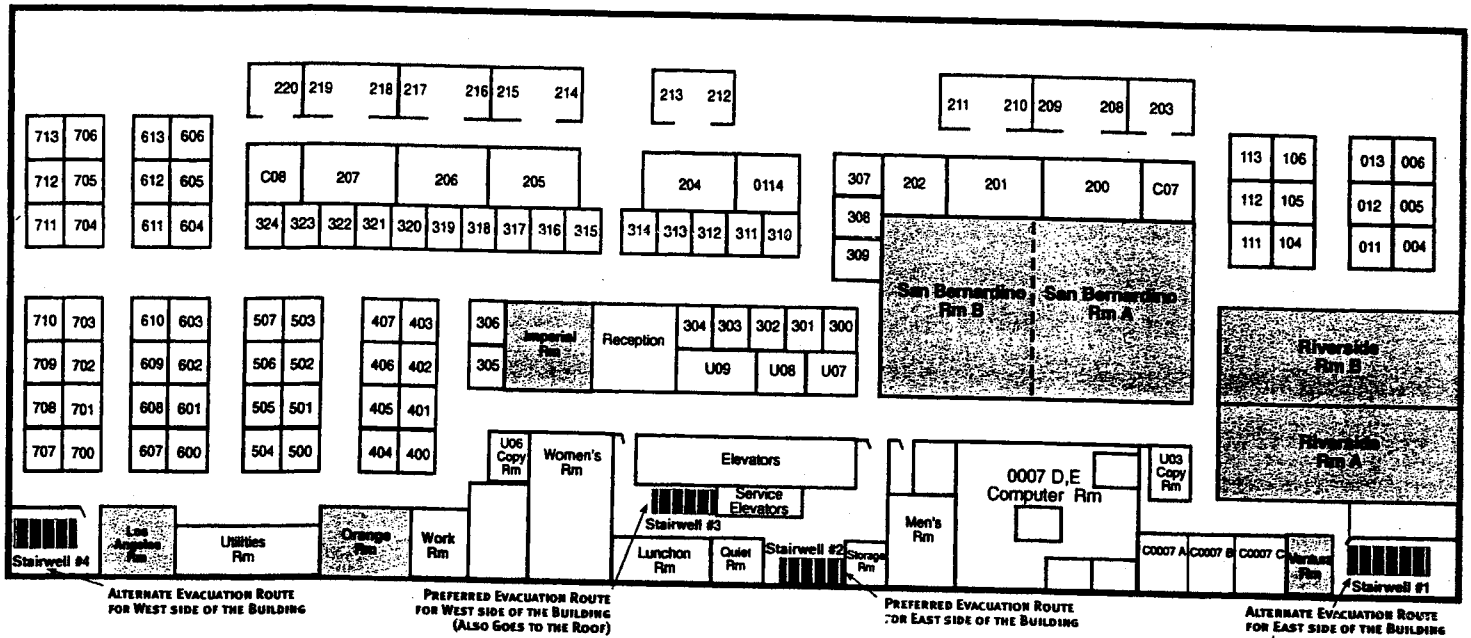 220 219 218 217 216 215 214
213 212
211 210 209 208 203
713 706
712 705
711 704
613 606
612 605
611 604
C08 207 206 205
324 323 322 321 320 319 318 317 316 315
204 0114
314 313 312 311 310
307 202 201 200 C07
308
309
113 106
112 105
111 104
013 006
012 005
011 004
710 703
709 702
708 701
707 700
610 603
609 602
608 601
607 600
507 503
506 502
505 501
504 500
407 403
406 402
405 401
404 400
306
305
Imperial
Rm
Reception
304 303 302 301 300
U09 U08 U07
San Bernardino
Rm B
San Bernardino
Rm A
Riverside
Rm B
Riverside
Rm A
U06
Copy
Rm
Women's
Rm
Elevators
Service
Elevators
Stairwell #3
0007 D,E
Computer Rm
U03
Copy
Rm
Stairwell #4
Los
Angeles
Rm
Utilities
Rm
Orange
Rm
Work
Rm
Lunchon
Rm
Quiet
Rm
Stairwell #2
Storage
Rm
Men's
Rm
C0007 A C0007 B C0007 C
Ventura
Rm
Stairwell #1
ALTERNATE EVACUATION ROUTE
FOR WEST SIDE OF THE BUILDING
PREFERRED EVACUATION ROUTE
FOR WEST SIDE OF THE BUILDING
(ALSO GOES TO THE ROOF)
PREFERRED EVACUATION ROUTE
FOR EAST SIDE OF THE BUILDING
ALTERNATE EVACUATION ROUTE
FOR EAST SIDE OF THE BUILDING